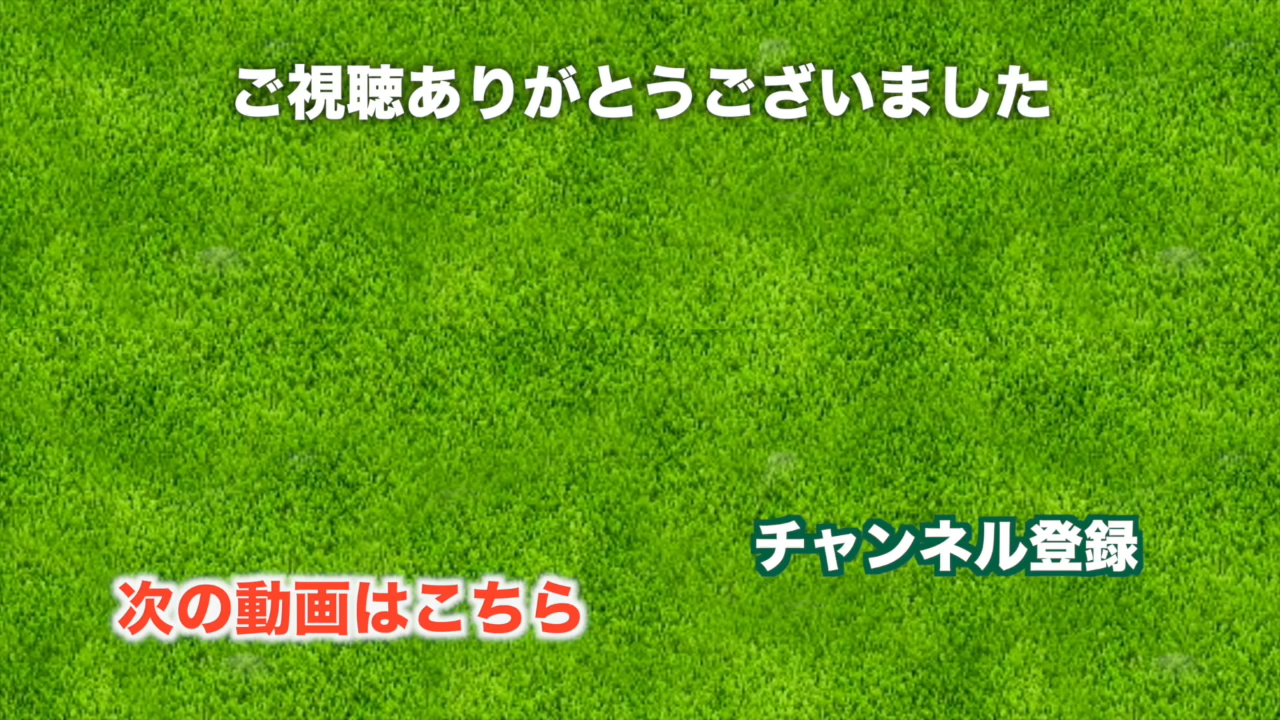 ご視聴ありがとうございました
チャンネル登録
次の動画はこちら